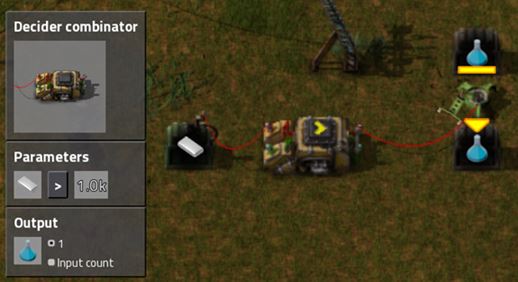 Decider combinator
Parameters
> 1.0k
Output
1
Input count